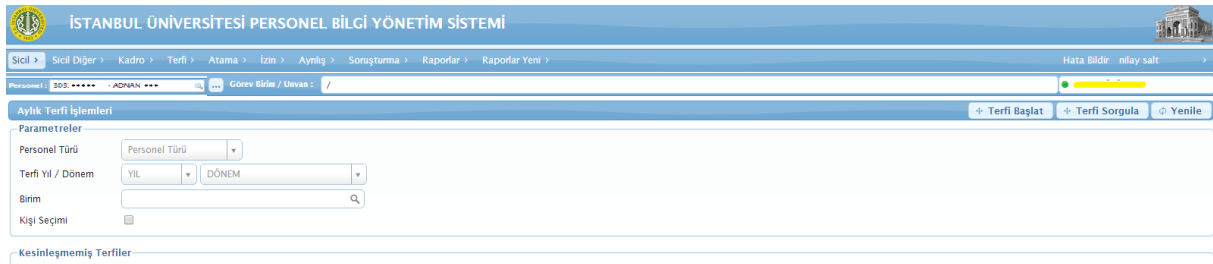 İSTANBUL ÜNİVERSİTESİ PERSONEL BİLGİ YÖNETİM SİSTEMİ
Sicil > Sicil Diğer > Kadro > Terfi > Atama > İzin > Ayrılış > Soruşturma > Raporlar > Raporlar Yeni > Hata Bildir nilay salt >
Personel : ADNAN *** ... Görev Birim / Unvan : /
Aylık Terfi İşlemleri Terfi Başlat Terfi Sorgula Yenile
Parametreler
Personel Türü Personel Türü
Terfi Yıl / Dönem YIL DÖNEM
Birim
Kişi Seçimi
Kesinleşmemiş Terfiler